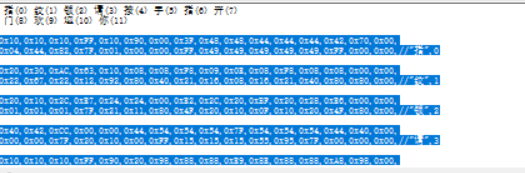 指(0) 纹(1) 锁(2) 请(3) 按(4) 手(5) 指(6) 开(7)
门(8) 玩(9) 组(10) 你(11)
0x10, 0x10, 0x10, 0xFF, 0x10, 0x90, 0x00, 0x3F, 0x48, 0x48, 0x44, 0x44, 0x44, 0x42, 0x70, 0x00,
0x04, 0x44, 0x82, 0x7F, 0x01, 0x00, 0x00, 0xFF, 0x49, 0x49, 0x49, 0x49, 0x49, 0xFF, 0x00, 0x00, //"指",0
0x20, 0x30, 0xAC, 0x63, 0x10, 0x08, 0x08, 0xF8, 0x09, 0x0E, 0x08, 0xF8, 0x08, 0x08, 0x00, 0x00,
0x22, 0x67, 0x22, 0x12, 0x92, 0x80, 0x40, 0x21, 0x16, 0x08, 0x16, 0x21, 0x40, 0x80, 0x80, 0x00, //"纹",1
0x20, 0x10, 0x2C, 0xE7, 0x24, 0x24, 0x00, 0xE2, 0x2C, 0x20, 0xBF, 0x20, 0x28, 0xE6, 0x00, 0x00,
0x01, 0x01, 0x01, 0x7F, 0x21, 0x11, 0x80, 0x4F, 0x20, 0x10, 0x0F, 0x10, 0x20, 0x4F, 0x80, 0x00, //"锁",2
0x40, 0x42, 0xCC, 0x00, 0x00, 0x44, 0x54, 0x54, 0x54, 0x7F, 0x54, 0x54, 0x54, 0x44, 0x40, 0x00,
0x00, 0x00, 0x7F, 0x20, 0x10, 0x00, 0xFF, 0x15, 0x15, 0x15, 0x55, 0x95, 0x7F, 0x00, 0x00, 0x00, //"请",3
0x10, 0x10, 0x10, 0xFF, 0x90, 0x20, 0x98, 0x88, 0x88, 0xE9, 0x8E, 0x88, 0x88, 0xA8, 0x98, 0x00,